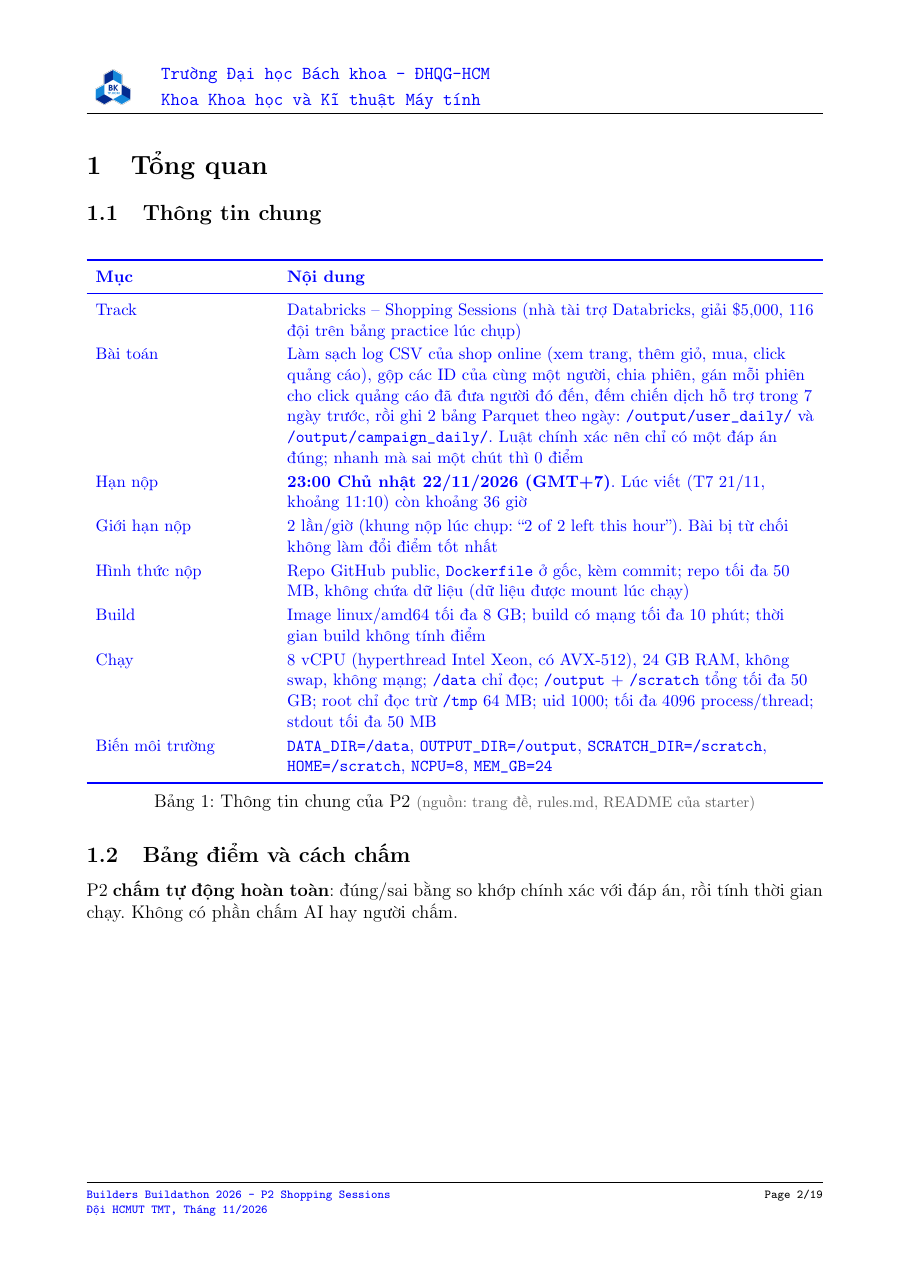 BK
Trường Đại học Bách khoa - ĐHQG-HCM
Khoa Khoa học và Kĩ thuật Máy tính
1 Tổng quan
1.1 Thông tin chung
Mục Nội dung
Track Databricks – Shopping Sessions (nhà tài trợ Databricks, giải $5,000, 116
đội trên bảng practice lúc chụp)
Bài toán Làm sạch log CSV của shop online (xem trang, thêm giỏ, mua, click
quảng cáo), gộp các ID của cùng một người, chia phiên, gán mỗi phiên
cho click quảng cáo đã đưa người đó đến, đếm chiến dịch hỗ trợ trong 7
ngày trước, rồi ghi 2 bảng Parquet theo ngày: /output/user_daily/ và
/output/campaign_daily/. Luật chính xác nên chỉ có một đáp án
đúng; nhanh mà sai một chút thì 0 điểm
Hạn nộp 23:00 Chủ nhật 22/11/2026 (GMT+7). Lúc viết (T7 21/11,
khoảng 11:10) còn khoảng 36 giờ
Giới hạn nộp 2 lần/giờ (khung nộp lúc chụp: “2 of 2 left this hour”). Bài bị từ chối
không làm đổi điểm tốt nhất
Hình thức nộp Repo GitHub public, Dockerfile ở gốc, kèm commit; repo tối đa 50
MB, không chứa dữ liệu (dữ liệu được mount lúc chạy)
Build Image linux/amd64 tối đa 8 GB; build có mạng tối đa 10 phút; thời
gian build không tính điểm
Chạy 8 vCPU (hyperthread Intel Xeon, có AVX-512), 24 GB RAM, không
swap, không mạng; /data chỉ đọc; /output + /scratch tổng tối đa 50
GB; root chỉ đọc trừ /tmp 64 MB; uid 1000; tối đa 4096 process/thread;
stdout tối đa 50 MB
Biến môi trường DATA_DIR=/data, OUTPUT_DIR=/output, SCRATCH_DIR=/scratch,
HOME=/scratch, NCPU=8, MEM_GB=24
Bảng 1: Thông tin chung của P2 (nguồn: trang đề, rules.md, README của starter)
1.2 Bảng điểm và cách chấm
P2 chấm tự động hoàn toàn: đúng/sai bằng so khớp chính xác với đáp án, rồi tính thời gian
chạy. Không có phần chấm AI hay người chấm.
Builders Buildathon 2026 - P2 Shopping Sessions Page 2/19
Đội HCMUT TMT, Tháng 11/2026